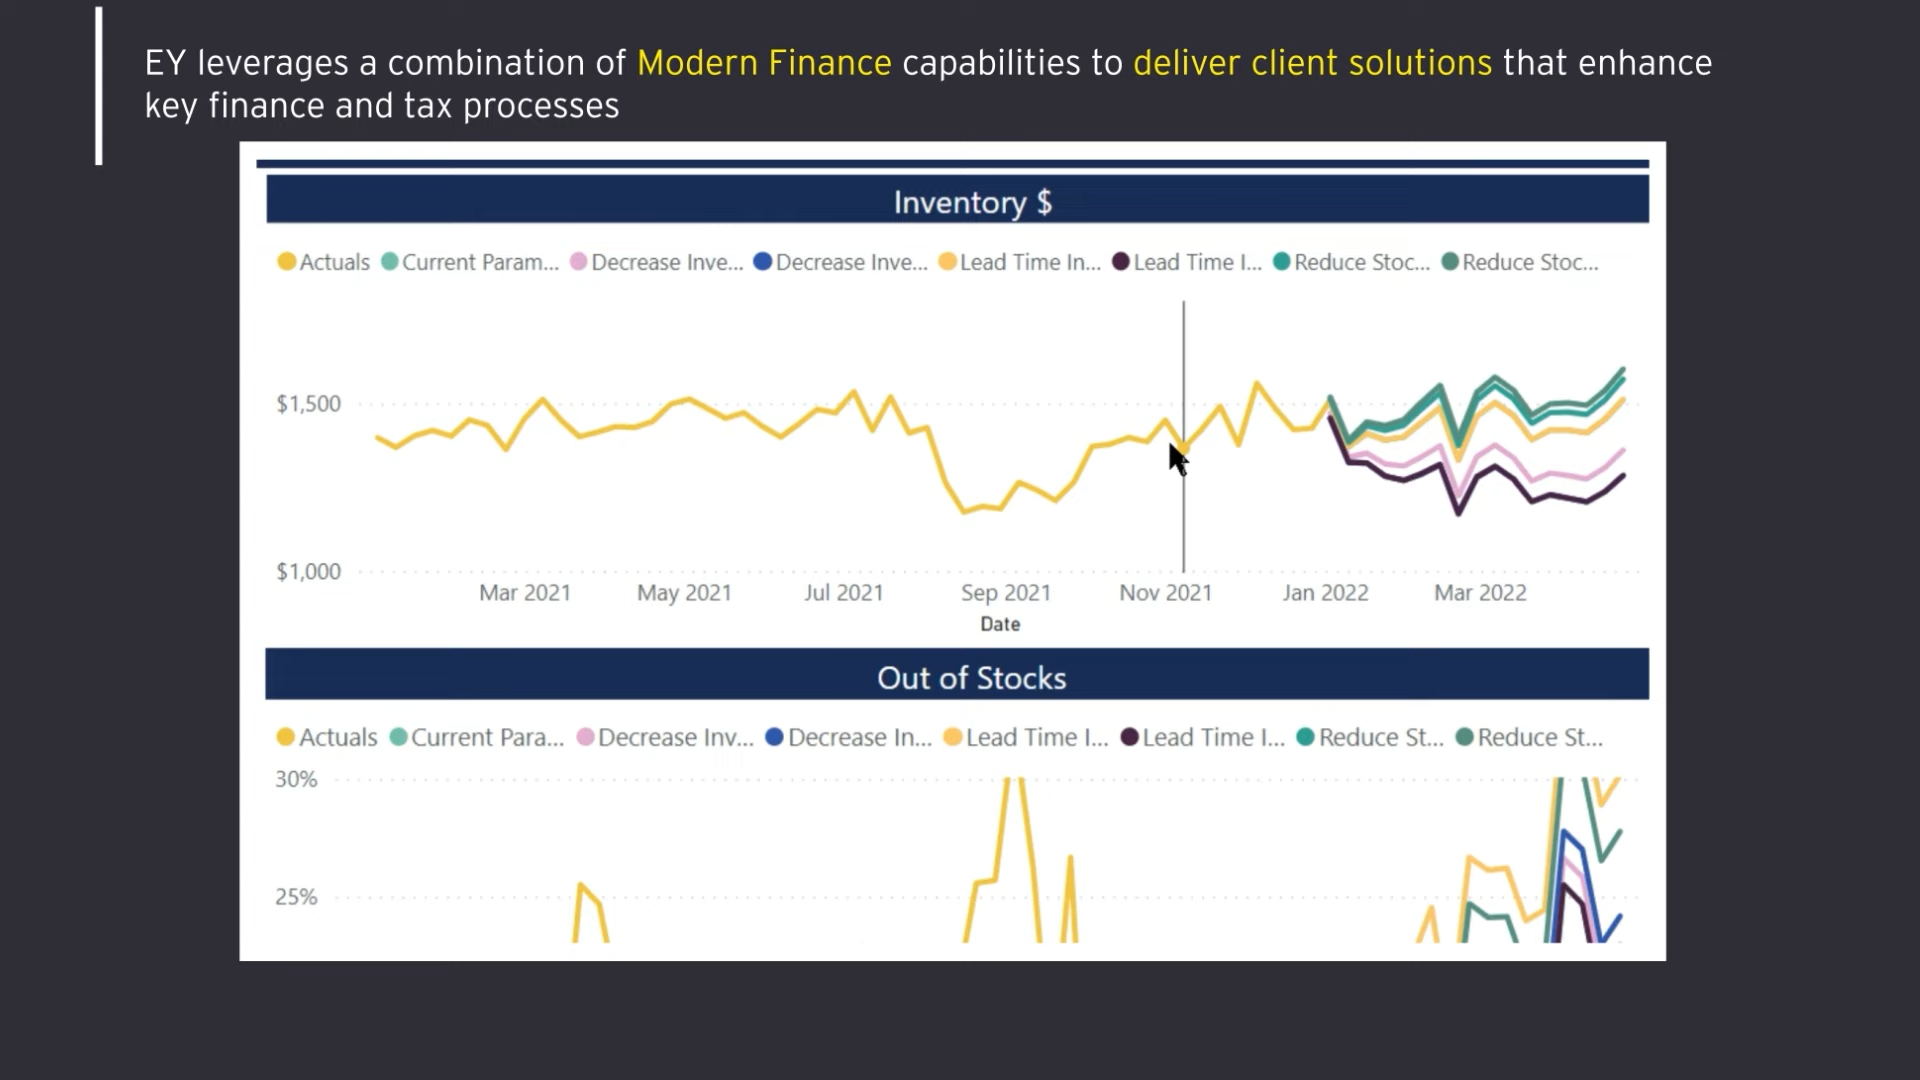 EY leverages a combination of Modern Finance capabilities to deliver client solutions that enhance
key finance and tax processes
Inventory $
Actuals Current Param... Decrease Inve... Decrease Inve... Lead Time In... Lead Time I... Reduce Stoc... Reduce Stoc...
$1,500
$1,000
Mar 2021 May 2021 Jul 2021 Sep 2021 Nov 2021 Jan 2022 Mar 2022
Date
Out of Stocks
Actuals Current Para... Decrease Inv... Decrease In... Lead Time I... Lead Time I... Reduce St... Reduce St...
30%
25%